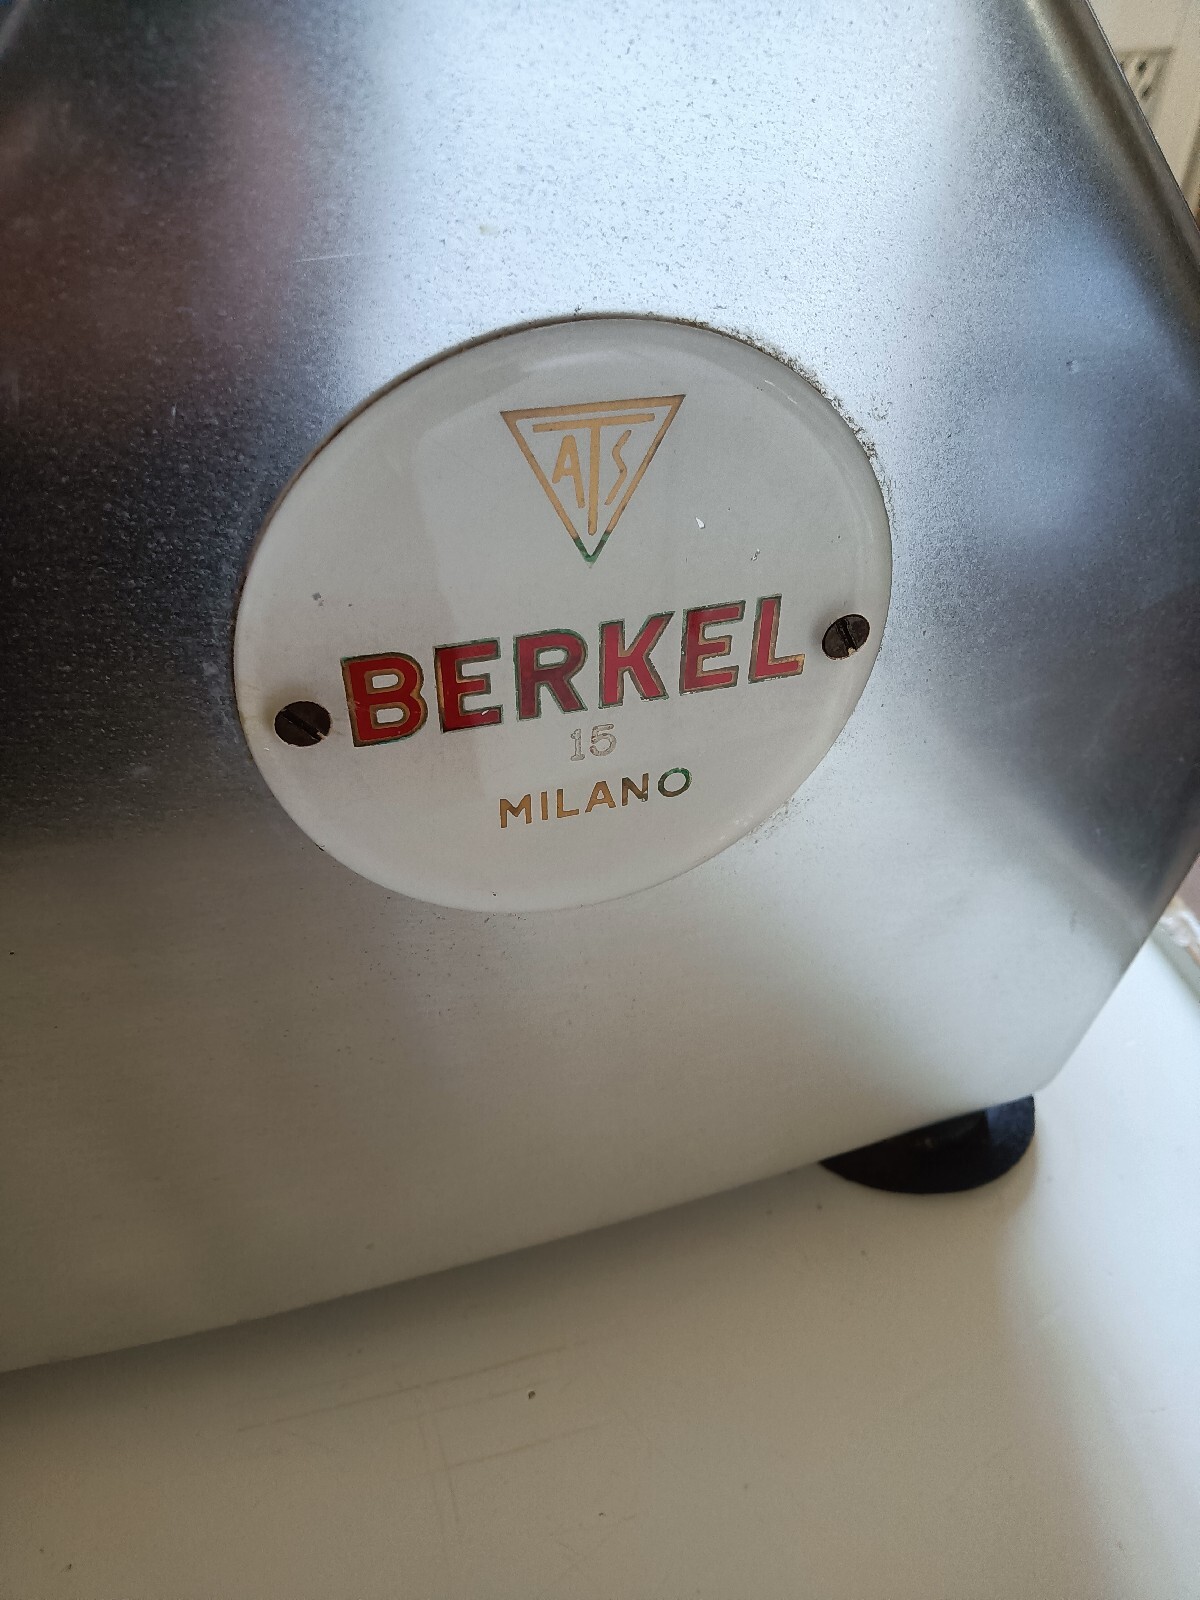 ATS
BERKEL
15
MILANO